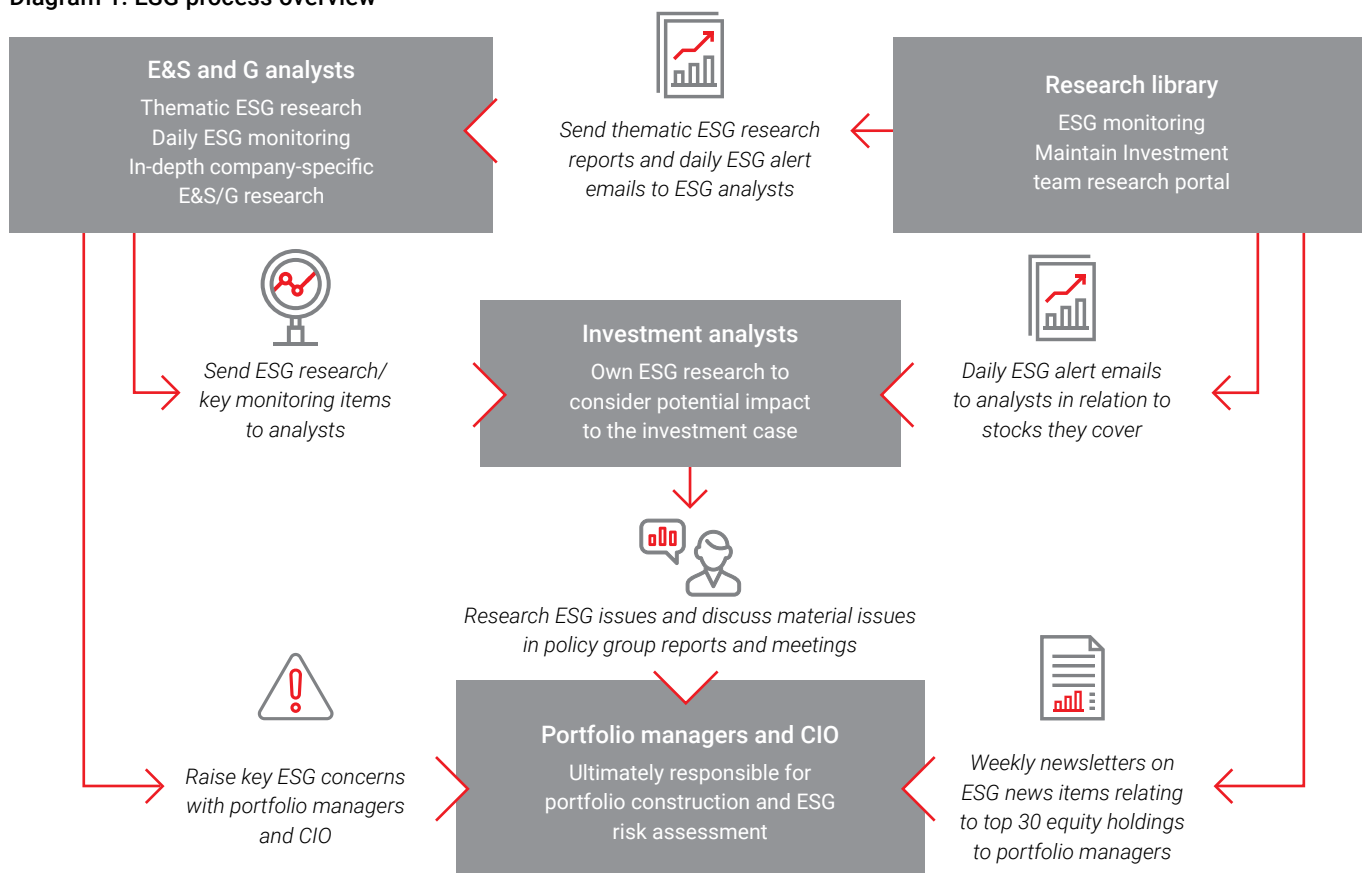 Diagram 1: ESG process overview
E&S and G analysts
Thematic ESG research
Daily ESG monitoring
In-depth company-specific
E&S/G research
Send thematic ESG research
reports and daily ESG alert
emails to ESG analysts
Research library
ESG monitoring
Maintain Investment
team research portal
Send ESG research/
key monitoring items
to analysts
Investment analysts
Own ESG research to
consider potential impact
to the investment case
Daily ESG alert emails
to analysts in relation to
stocks they cover
Research ESG issues and discuss material issues
in policy group reports and meetings
Raise key ESG concerns
with portfolio managers
and CIO
Portfolio managers and CIO
Ultimately responsible for
portfolio construction and ESG
risk assessment
Weekly newsletters on
ESG news items relating
to top 30 equity holdings
to portfolio managers